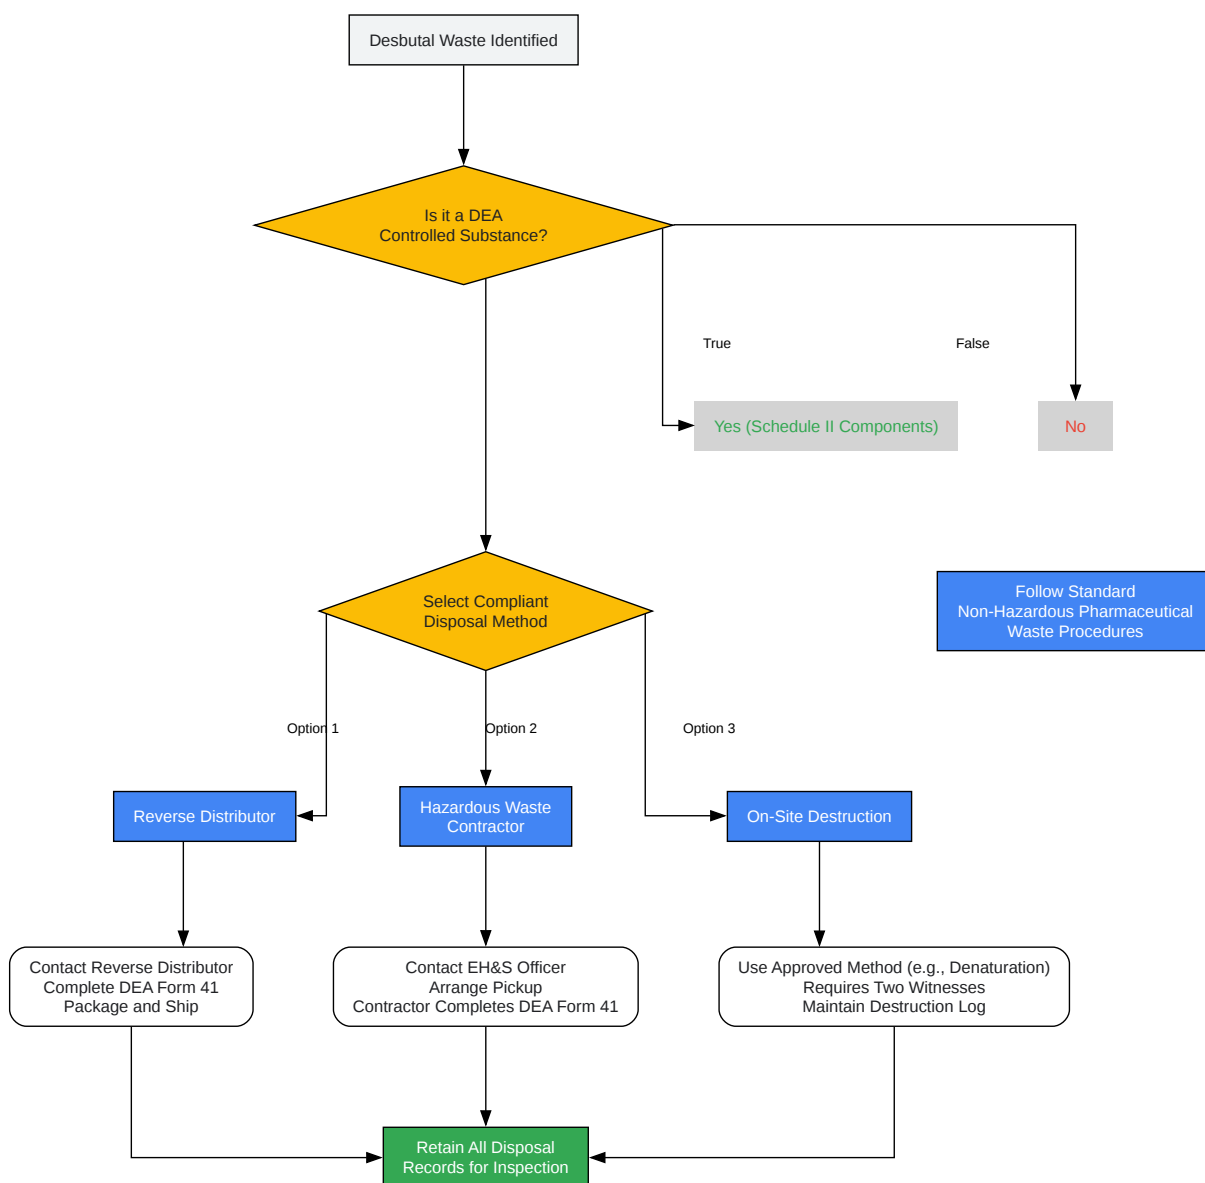 Desbutal Waste Identified
Is it a DEA
Controlled Substance?
True
False
Yes (Schedule II Components)
No
Select Compliant
Disposal Method
Follow Standard
Non-Hazardous Pharmaceutical
Waste Procedures
Option 1
Option 2
Option 3
Reverse Distributor
Hazardous Waste
Contractor
On-Site Destruction
Contact Reverse Distributor
Complete DEA Form 41
Package and Ship
Contact EH&S Officer
Arrange Pickup
Contractor Completes DEA Form 41
Use Approved Method (e.g., Denaturation)
Requires Two Witnesses
Maintain Destruction Log
Retain All Disposal
Records for Inspection